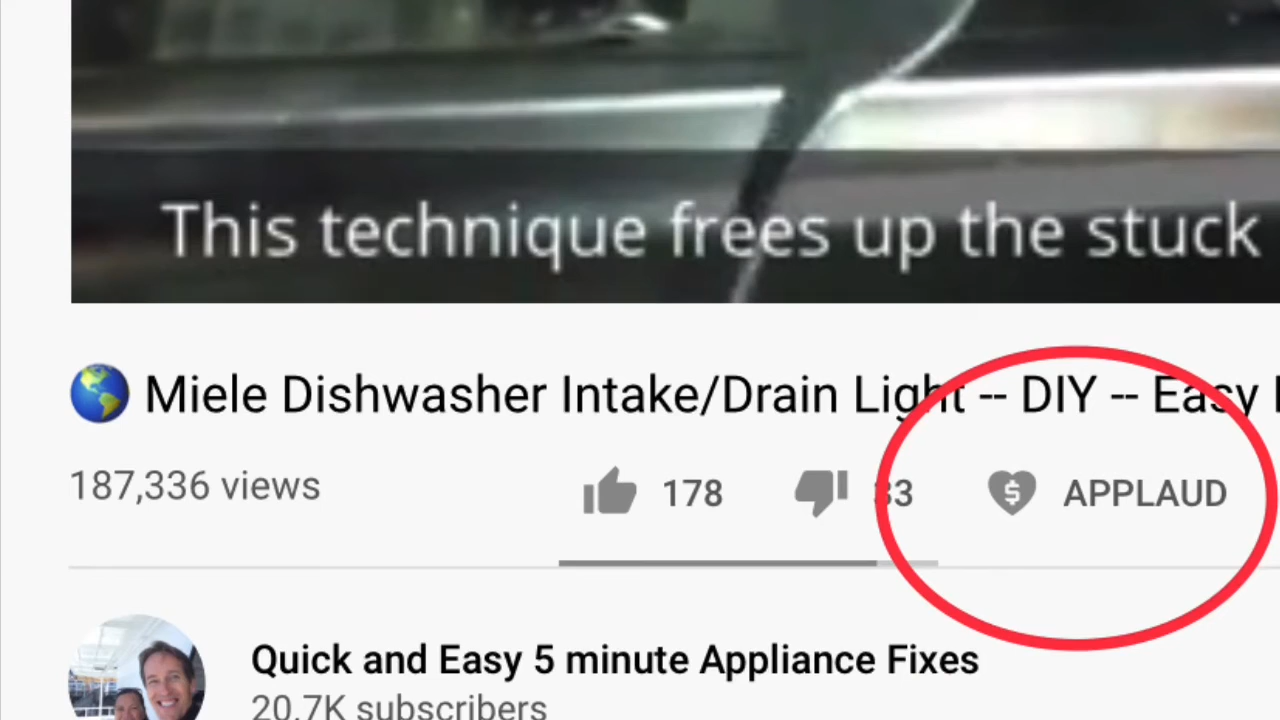 This technique frees up the stuck
Miele Dishwasher Intake/Drain Light -- DIY -- Easy
187,336 views 178 33 $ APPLAUD
Quick and Easy 5 minute Appliance Fixes
20.7K subscribers